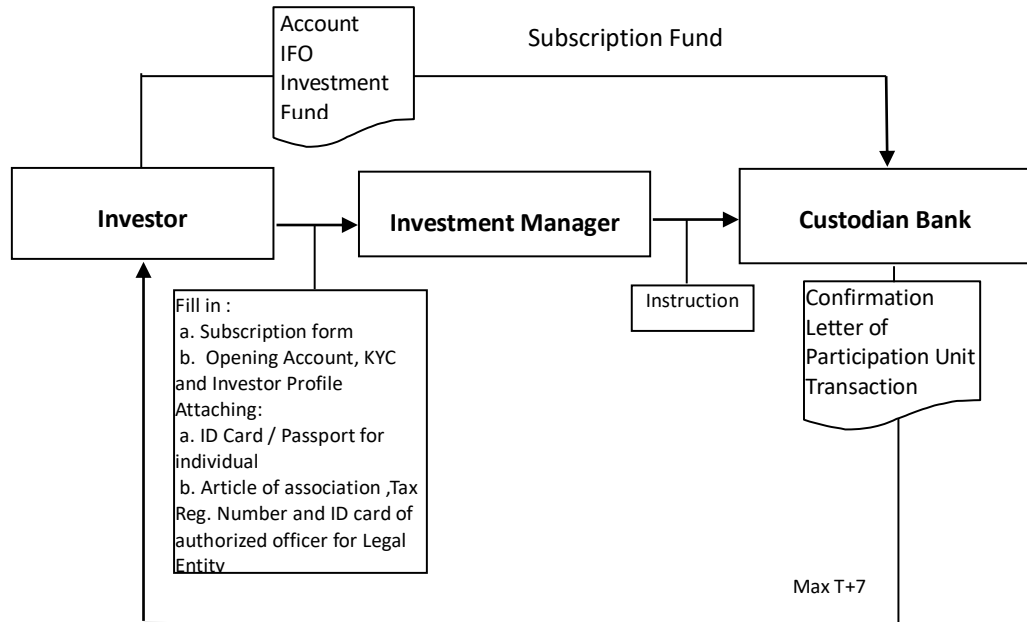 Account
IFO
Investment
Fund
Subscription Fund
Investor
Investment Manager
Custodian Bank
Fill in :
a. Subscription form
b. Opening Account, KYC
and Investor Profile
Attaching:
a. ID Card / Passport for
individual
b. Article of association ,Tax
Reg. Number and ID card of
authorized officer for Legal
Entity
Instruction
Confirmation
Letter of
Participation Unit
Transaction
Max T+7